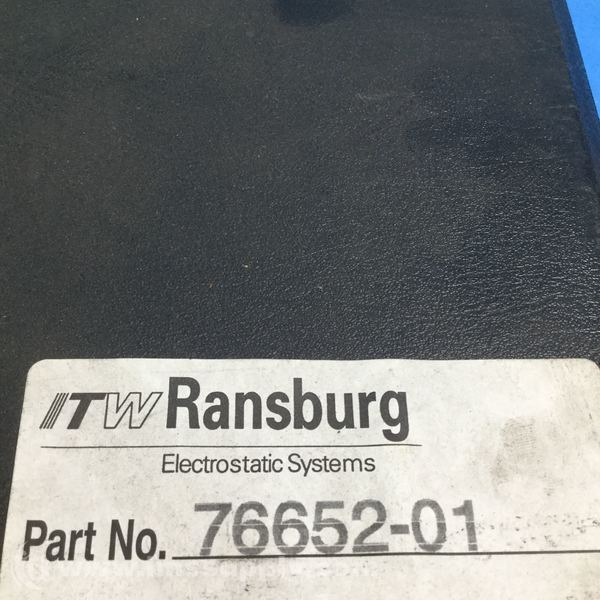 ITW Ransburg
Electrostatic Systems
Part No. 76652-01